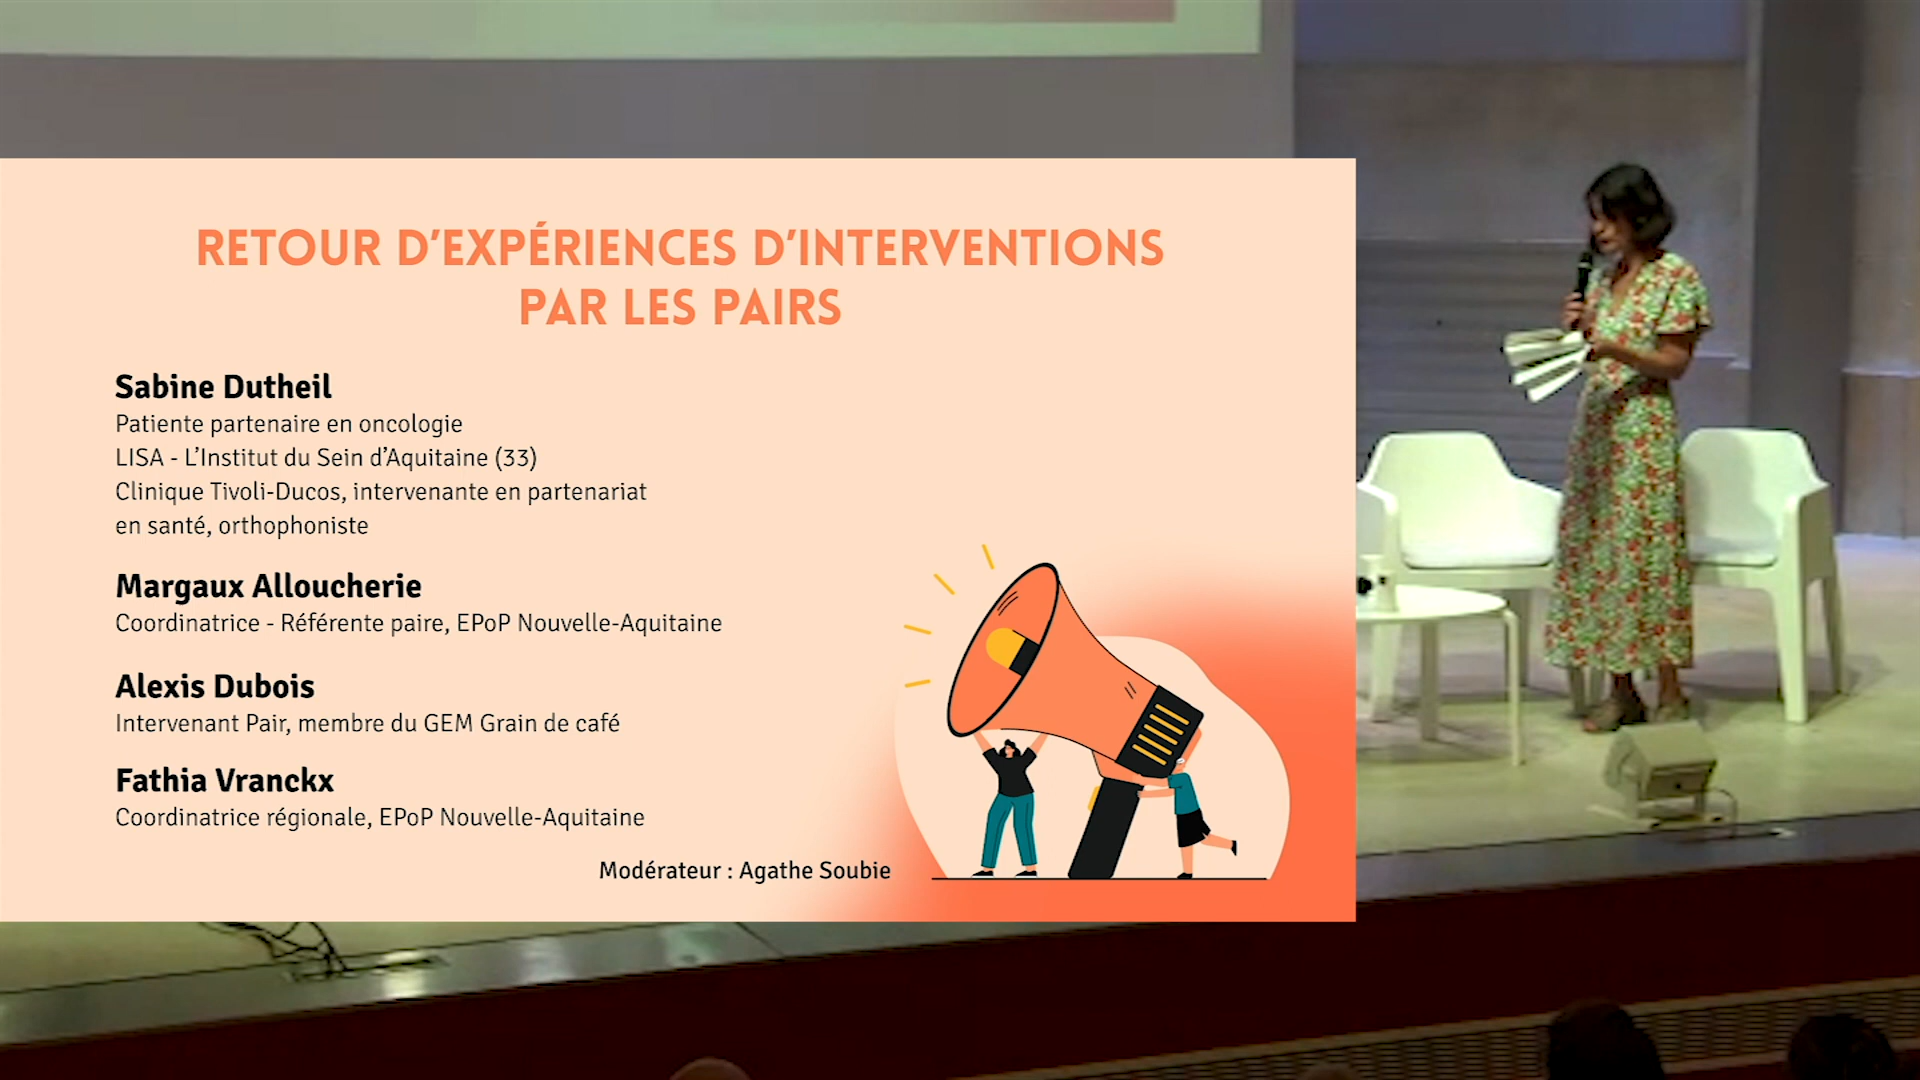 RETOUR D'EXPÉRIENCES D'INTERVENTIONS
PAR LES PAIRS
Sabine Dutheil
Patiente partenaire en oncologie
LISA - L'Institut du Sein d'Aquitaine (33)
Clinique Tivoli-Ducos, intervenante en partenariat
en santé, orthophoniste
Margaux Alloucherie
Coordinatrice - Référente paire, EPoP Nouvelle-Aquitaine
Alexis Dubois
Intervenant Pair, membre du GEM Grain de café
Fathia Vranckx
Coordinatrice régionale, EPoP Nouvelle-Aquitaine
Modérateur : Agathe Soubie